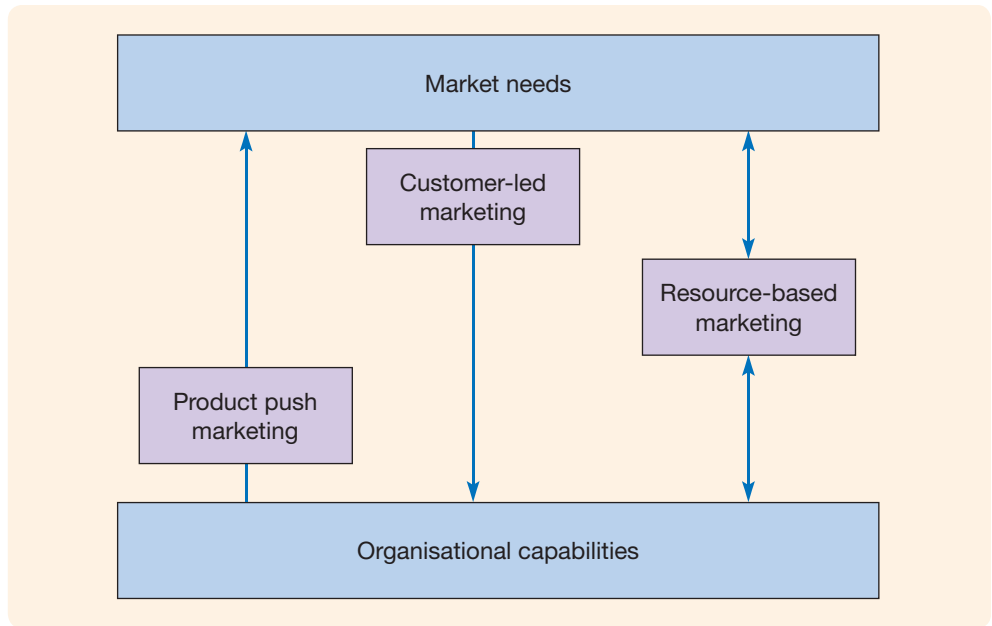 Market needs
Customer-led
marketing
Resource-based
marketing
Product push
marketing
Organisational capabilities